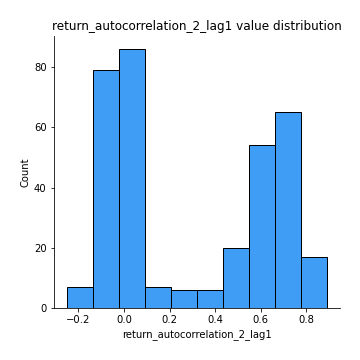 return_autocorrelation_2_lag1 value distribution
80
60
40
20
0
Count
−0.2 0.0 0.2 0.4 0.6 0.8
return_autocorrelation_2_lag1